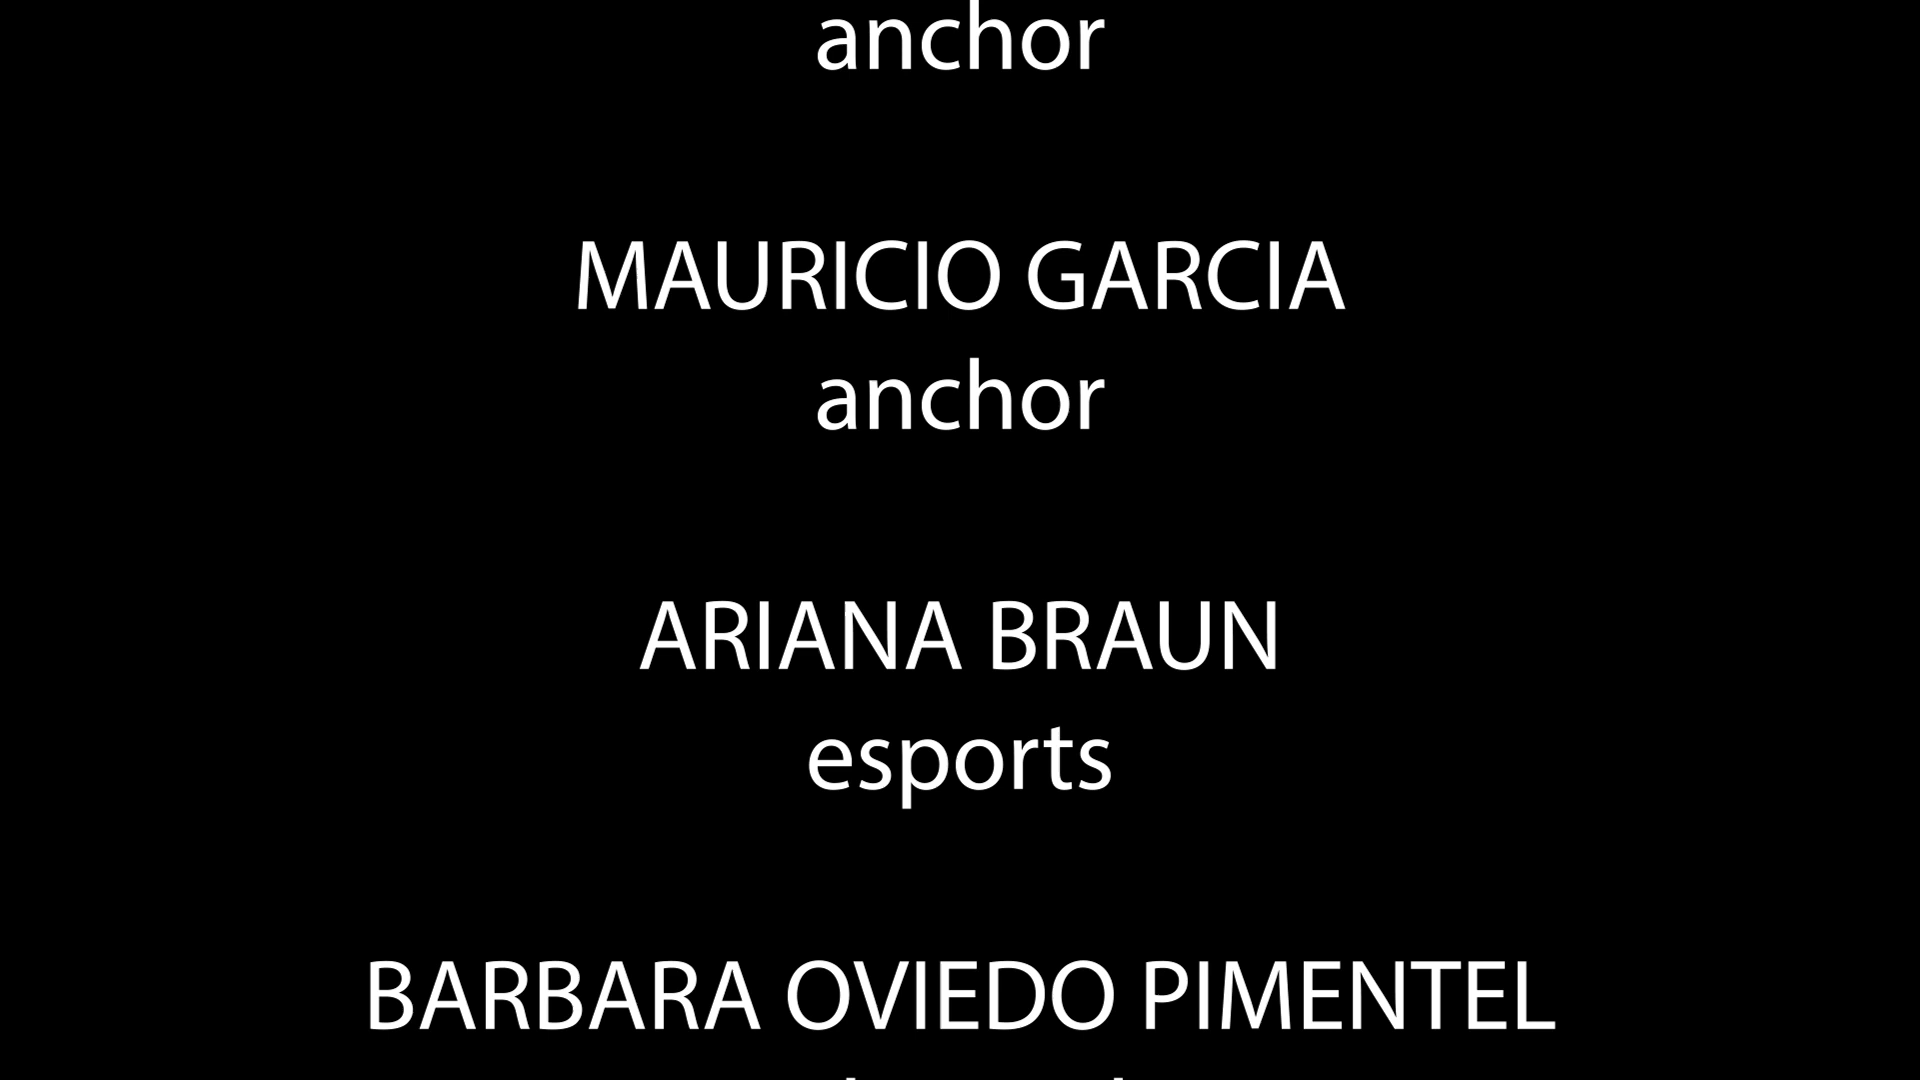 anchor
MAURICIO GARCIA
anchor
ARIANA BRAUN
esports
BARBARA OVIEDO PIMENTEL